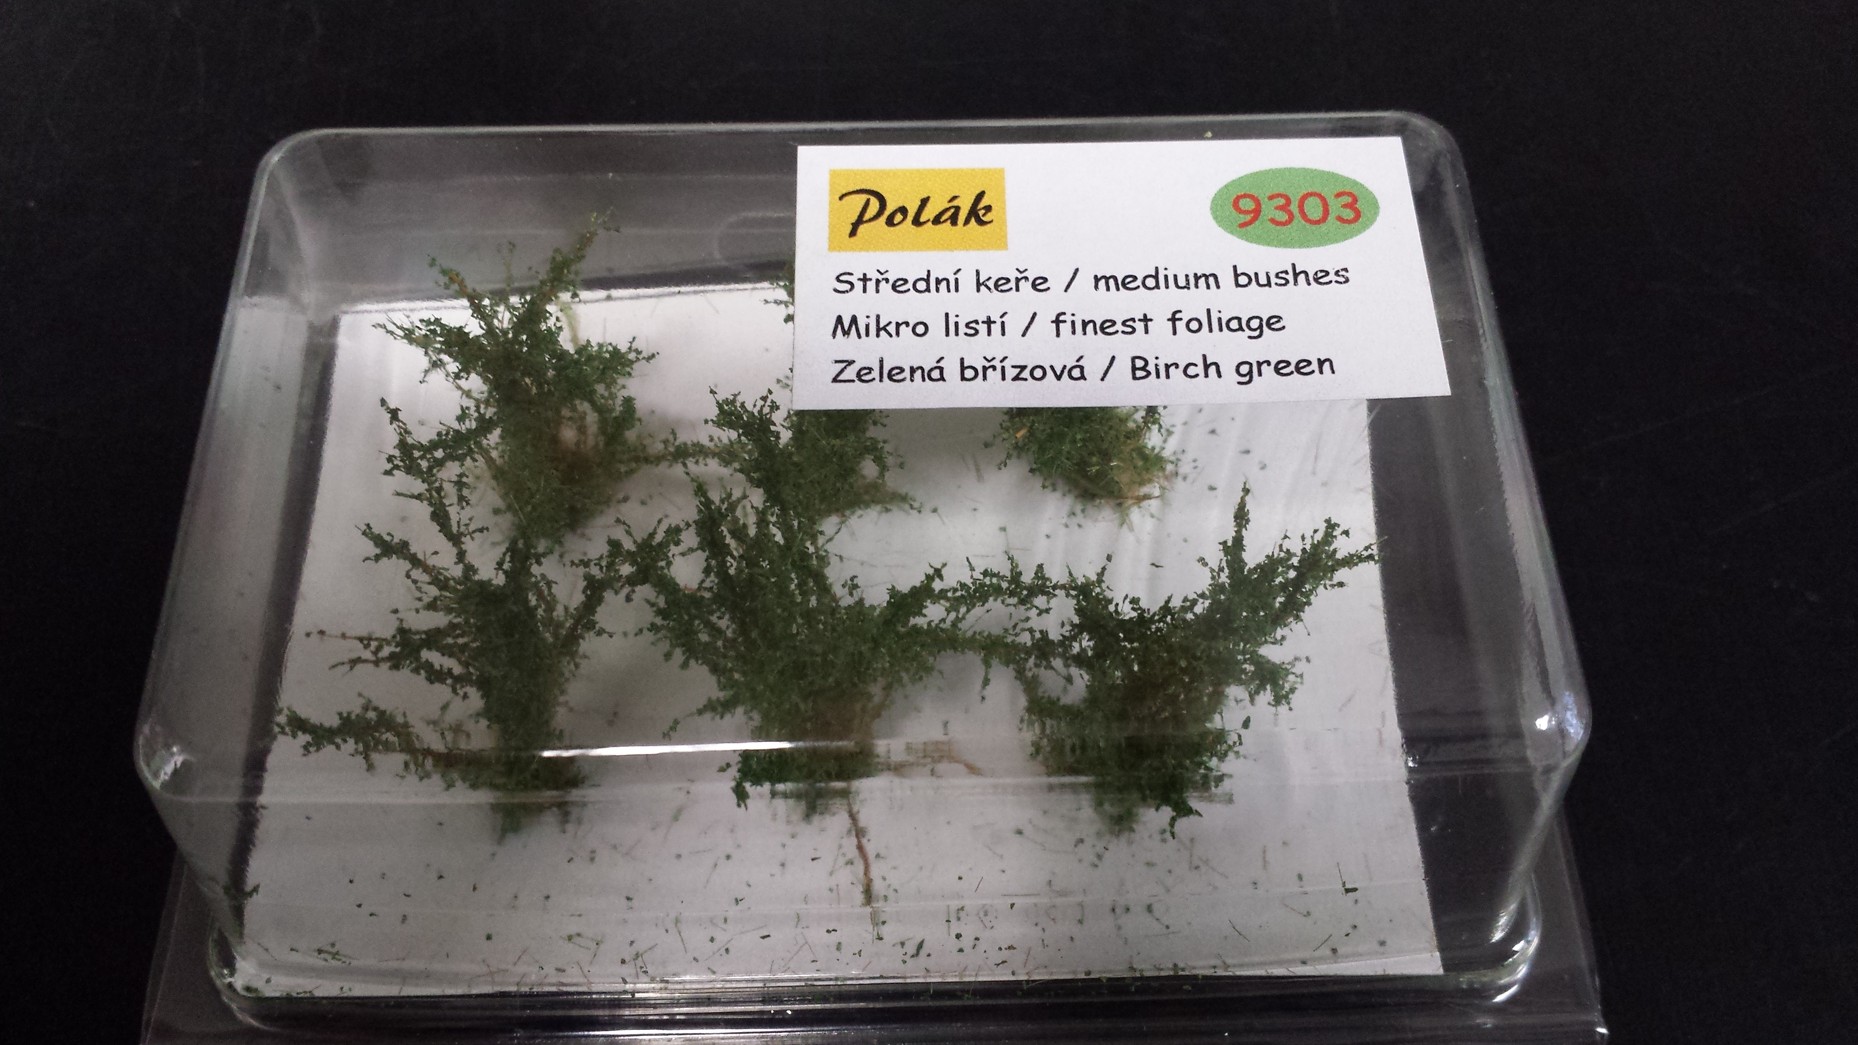 Polák
9303
Střední keře / medium bushes
Mikro listí / finest foliage
Zelená břízová / Birch green